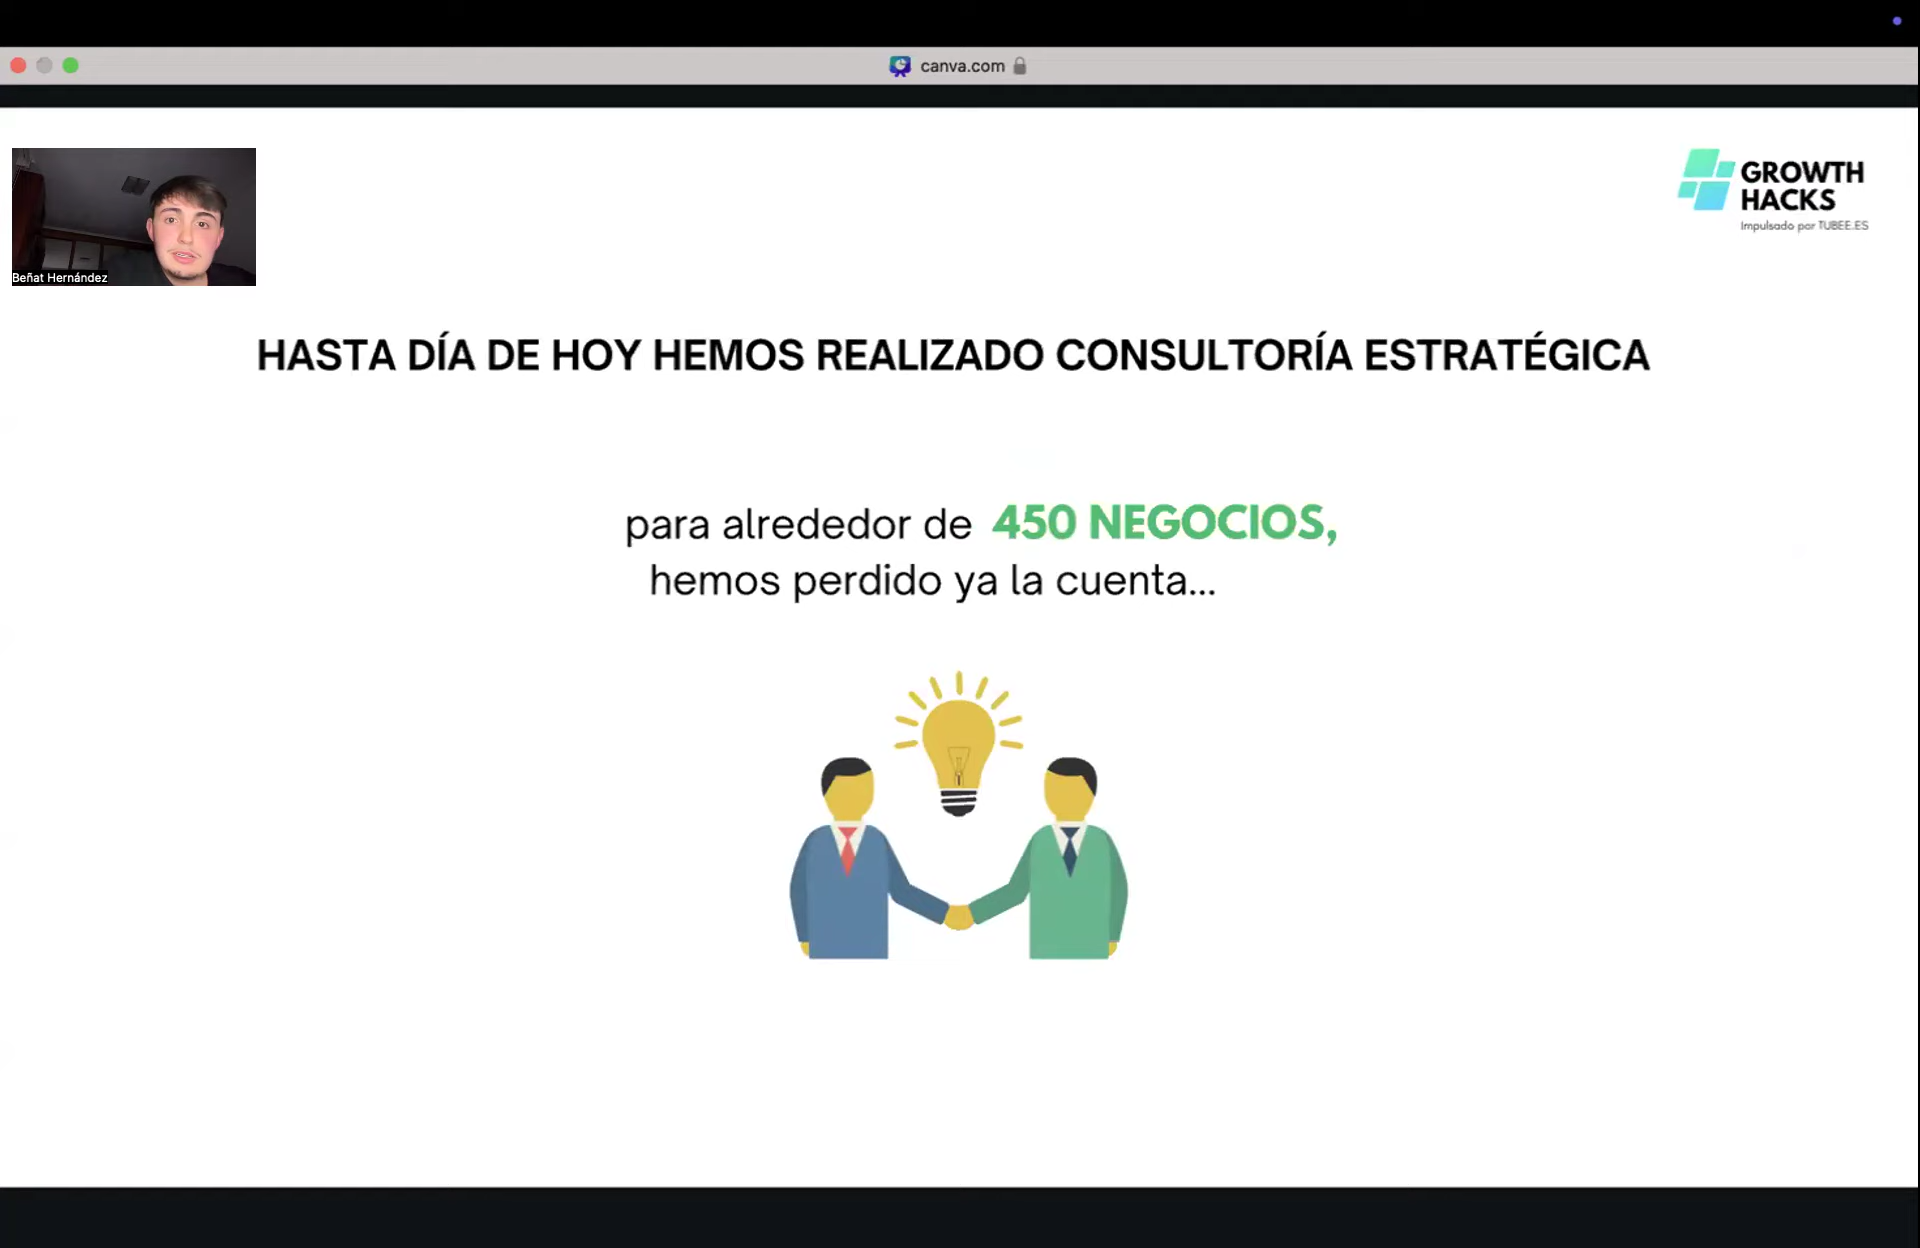 canva.com
GROWTH
HACKS
Impulsado por TUBEE.ES
Beñat Hernández
HASTA DÍA DE HOY HEMOS REALIZADO CONSULTORÍA ESTRATÉGICA
para alrededor de 450 NEGOCIOS,
hemos perdido ya la cuenta...